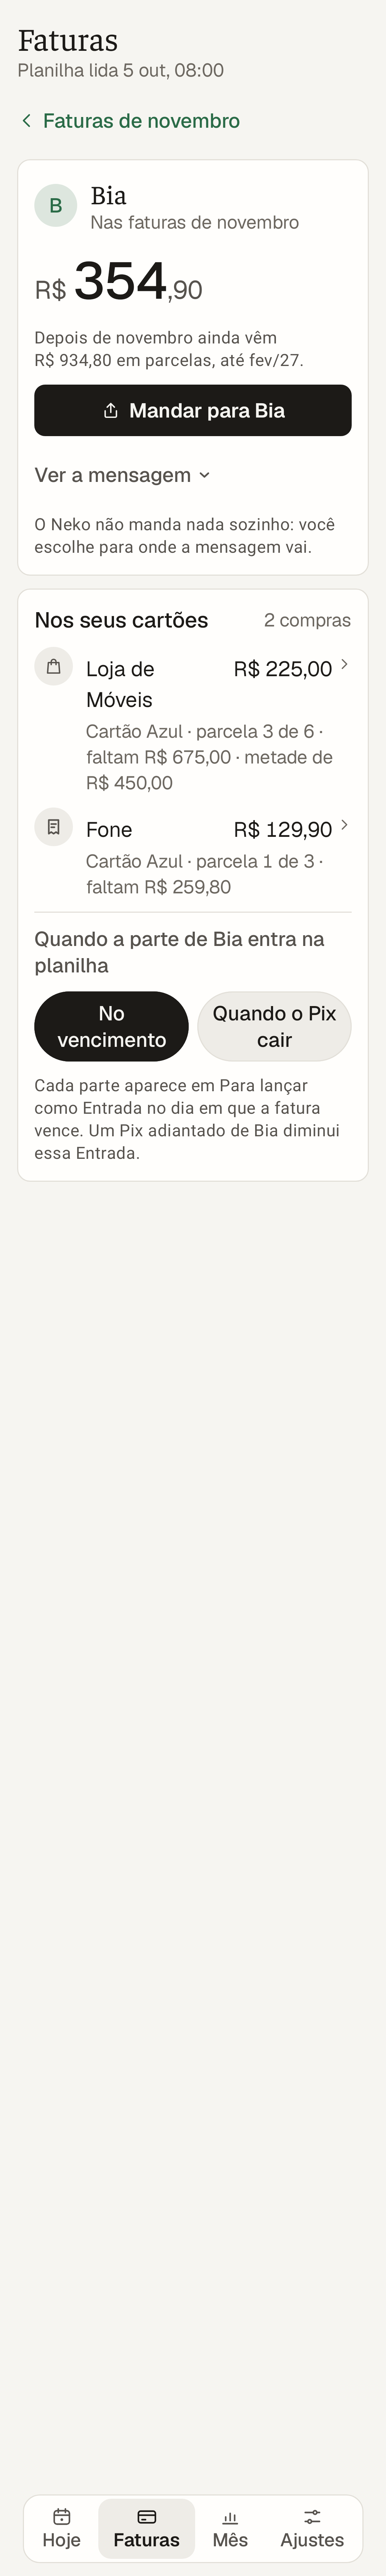 Faturas
Planilha lida 5 out, 08:00
Faturas de novembro
B
Bia
Nas faturas de novembro
R$ 354,90
Depois de novembro ainda vêm
R$ 934,80 em parcelas, até fev/27.
Mandar para Bia
Ver a mensagem
O Neko não manda nada sozinho: você
escolhe para onde a mensagem vai.
Nos seus cartões 2 compras
Loja de R$ 225,00
Móveis
Cartão Azul · parcela 3 de 6 ·
faltam R$ 675,00 · metade de
R$ 450,00
Fone R$ 129,90
Cartão Azul · parcela 1 de 3 ·
faltam R$ 259,80
Quando a parte de Bia entra na
planilha
No
vencimento
Quando o Pix
cair
Cada parte aparece em Para lançar
como Entrada no dia em que a fatura
vence. Um Pix adiantado de Bia diminui
essa Entrada.
Hoje Faturas Mês Ajustes